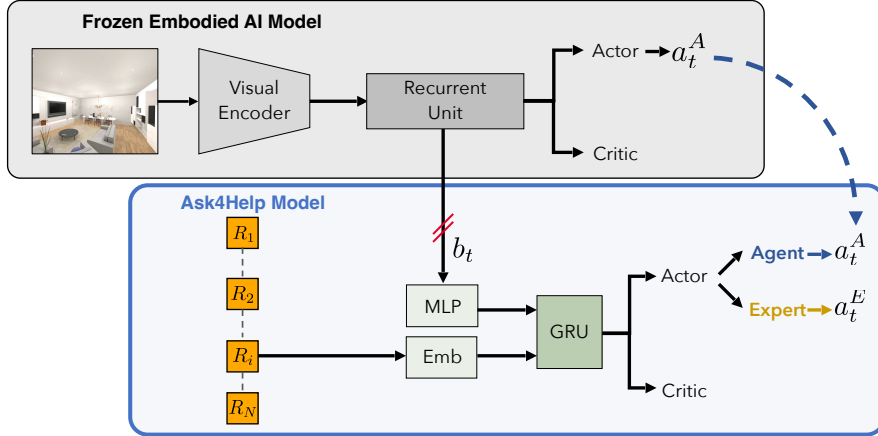 Frozen Embodied AI Model
Visual
Encoder
Recurrent
Unit
Actor
a_t^A
Critic
Ask4Help Model
R_1
R_2
R_i
R_N
b_t
MLP
Emb
GRU
Actor
Critic
Agent
a_t^A
Expert
a_t^E